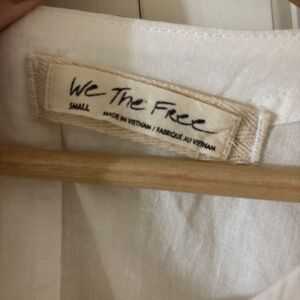 We The Free
SMALL
MADE IN VIETNAM / FABRIQUÉ AU VIETNAM